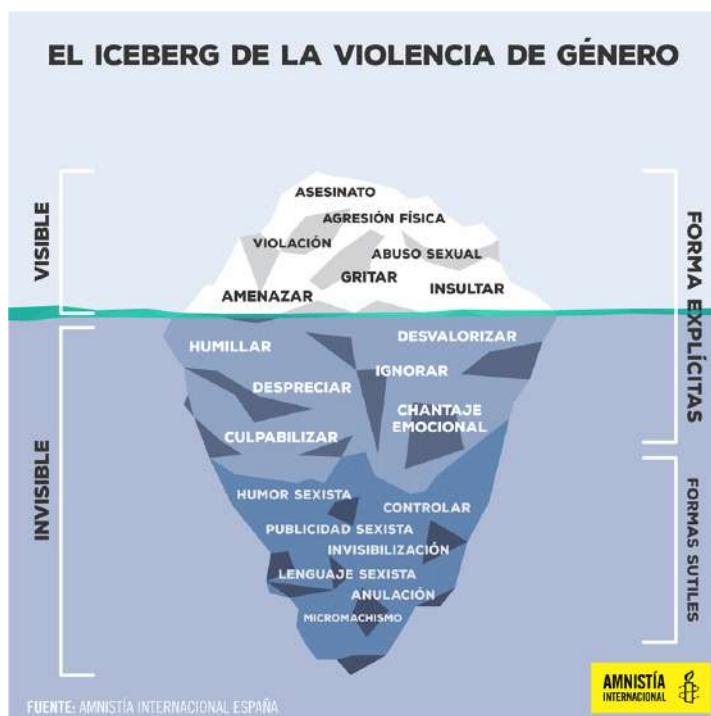 EL ICEBERG DE LA VIOLENCIA DE GÉNERO
VISIBLE
ASESINATO
AGRESIÓN FÍSICA
VIOLACIÓN
ABUSO SEXUAL
GRITAR
AMENAZAR
INSULTAR
FORMA EXPLÍCITAS
INVISIBLE
HUMILLAR
DESVALORIZAR
IGNORAR
DESPRECIAR
CHANTAJE
EMOCIONAL
CULPABILIZAR
HUMOR SEXISTA
CONTROLAR
PUBLICIDAD SEXISTA
INVISIBILIZACIÓN
LENGUAJE SEXISTA
ANULACIÓN
MICROMACHISMO
FORMAS SUTILES
AMNISTÍA
INTERNACIONAL
FUENTE: AMNISTÍA INTERNACIONAL ESPAÑA